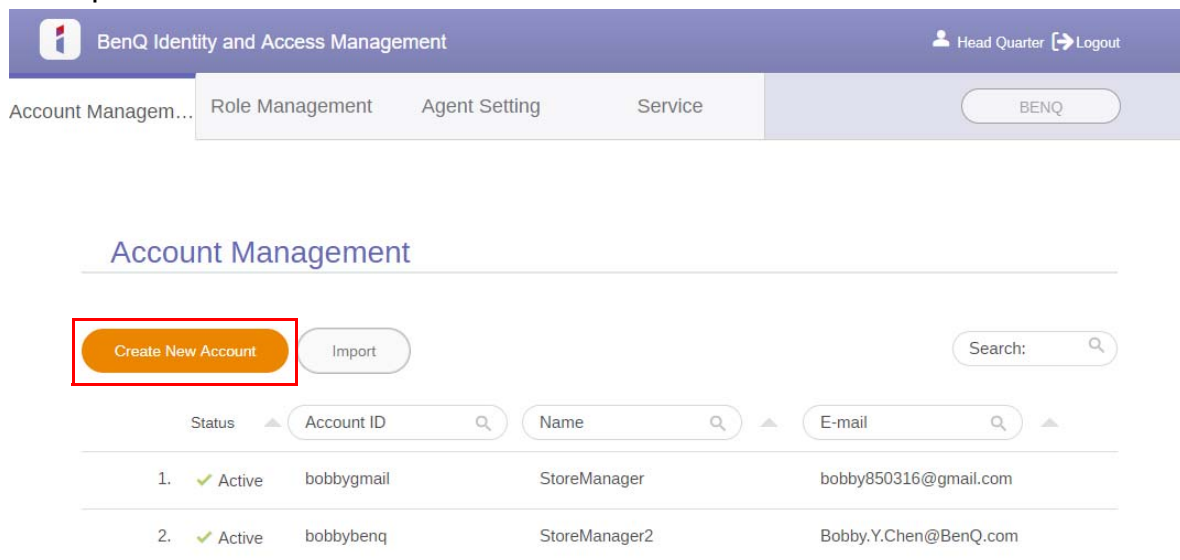 BenQ Identity and Access Management Head Quarter Logout
Account Managem... Role Management Agent Setting Service BENQ
Account Management
Create New Account Import Search:
Status Account ID Name E-mail
1. Active bobbygmail StoreManager bobby850316@gmail.com
2. Active bobbybenq StoreManager2 Bobby.Y.Chen@BenQ.com